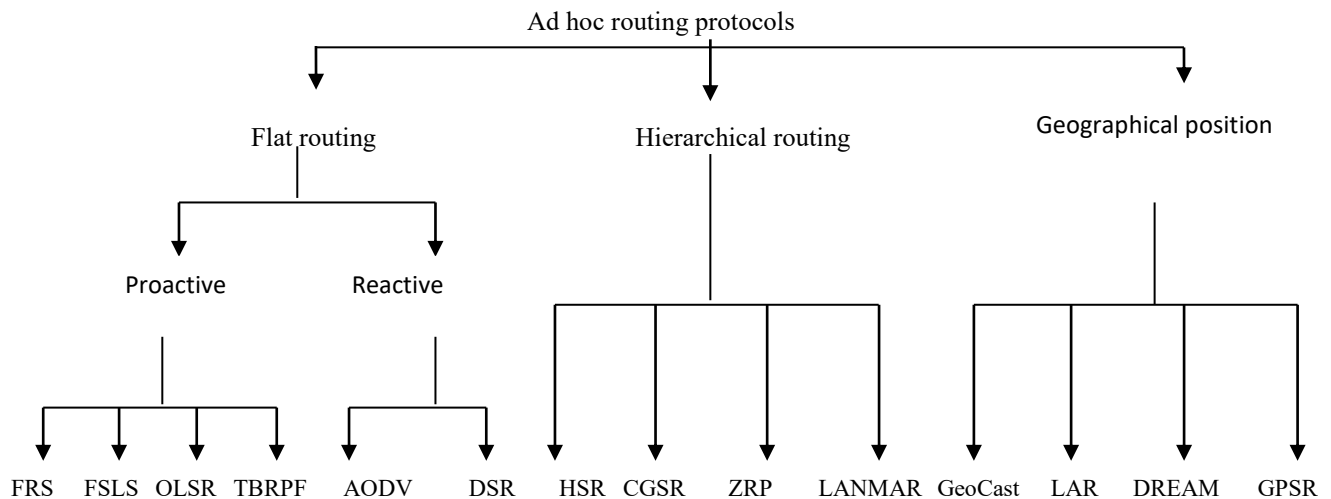 Ad hoc routing protocols
Flat routing
Hierarchical routing
Geographical position
Proactive
Reactive
FRS FSLS OLSR TBRPF AODV DSR HSR CGSR ZRP LANMAR GeoCast LAR DREAM GPSR